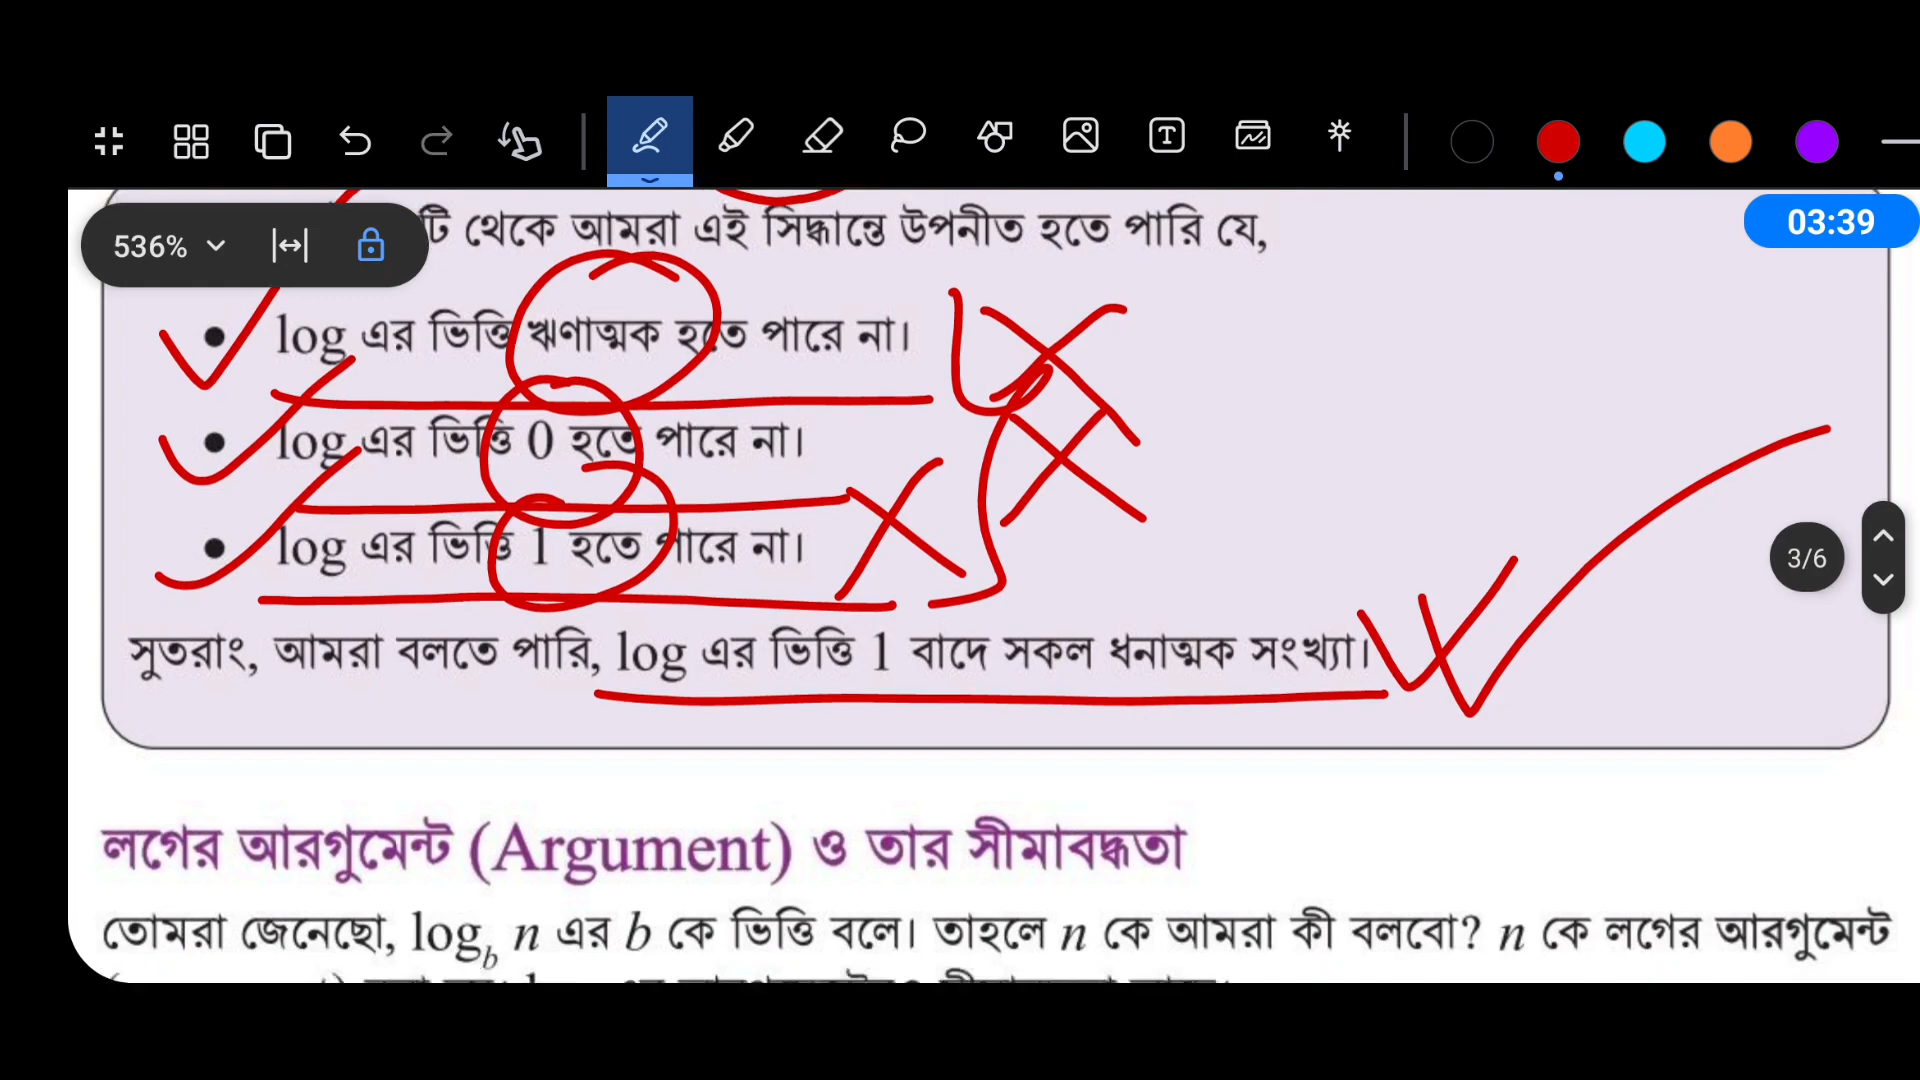 536%
03:39
টি থেকে আমরা এই সিদ্ধান্তে উপনীত হতে পারি যে,
● log এর ভিত্তি ঋণাত্মক হতে পারে না।
● log এর ভিত্তি 0 হতে পারে না।
● log এর ভিত্তি 1 হতে পারে না।
3/6
সুতরাং, আমরা বলতে পারি, log এর ভিত্তি 1 বাদে সকল ধনাত্মক সংখ্যা।
লগের আরগুমেন্ট (Argument) ও তার সীমাবদ্ধতা
তোমরা জেনেছো, log_b n এর b কে ভিত্তি বলে। তাহলে n কে আমরা কী বলবো? n কে লগের আরগুমেন্ট